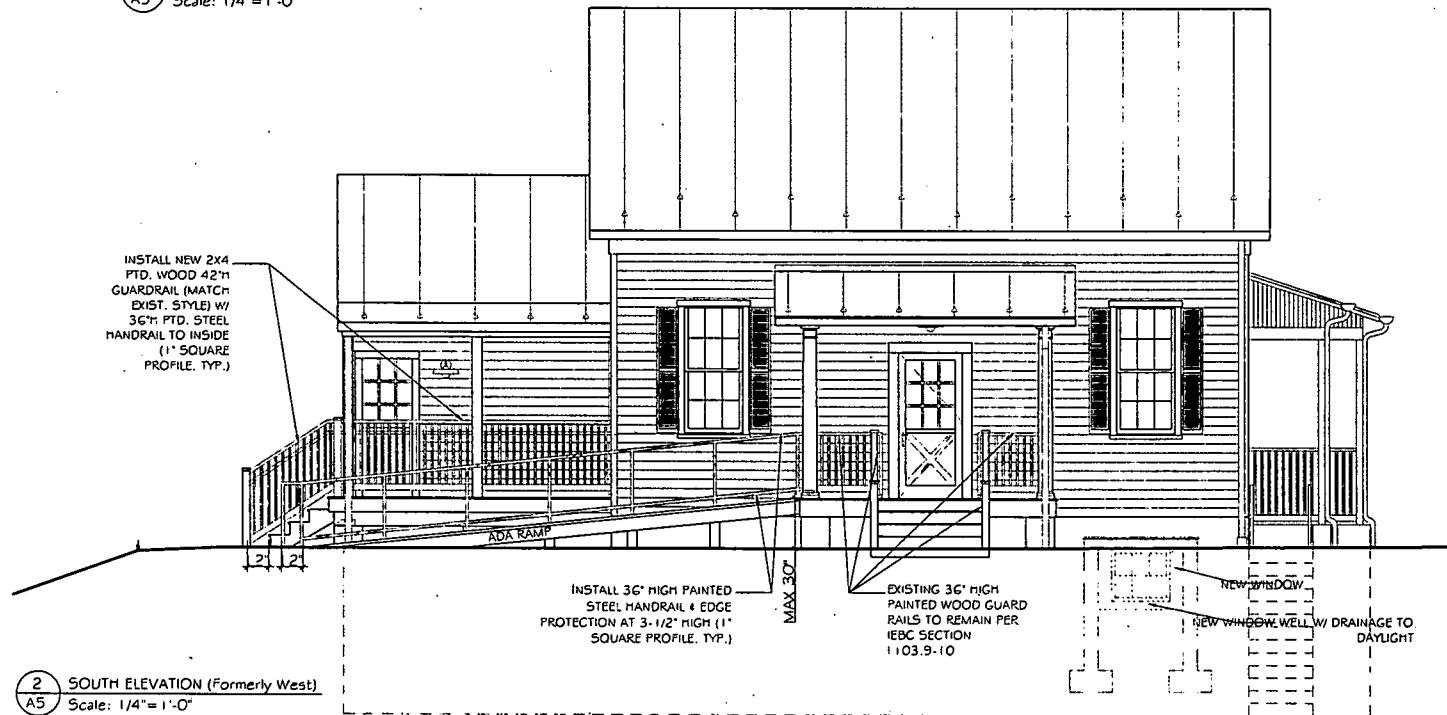 A5 Scale: 1/4"=1'-0"
INSTALL NEW 2X4
PTD. WOOD 42"H
GUARDRAIL (MATCH
EXIST. STYLE) W/
36"H PTD. STEEL
HANDRAIL TO INSIDE
(1" SQUARE
PROFILE, TYP.)
(A)
ADA RAMP
2' 2'
INSTALL 36" HIGH PAINTED
STEEL HANDRAIL & EDGE
PROTECTION AT 3-1/2" HIGH (1"
SQUARE PROFILE, TYP.)
MAX 30"
EXISTING 36" HIGH
PAINTED WOOD GUARD
RAILS TO REMAIN PER
IEBC SECTION
1103.9-10
NEW WINDOW
NEW WINDOW WELL W/ DRAINAGE TO
DAYLIGHT
2 SOUTH ELEVATION (Formerly West)
A5 Scale: 1/4"=1'-0"